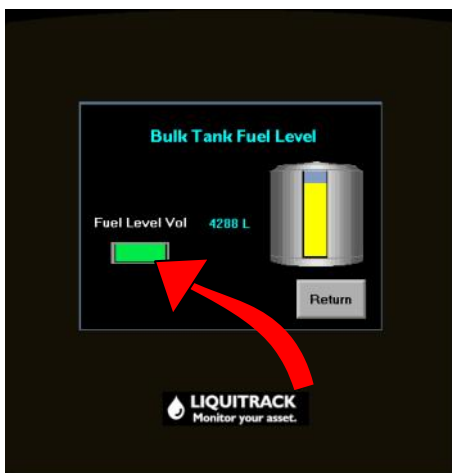 Bulk Tank Fuel Level
Fuel Level Vol 4288 L
Return
LIQUITRACK
Monitor your asset.